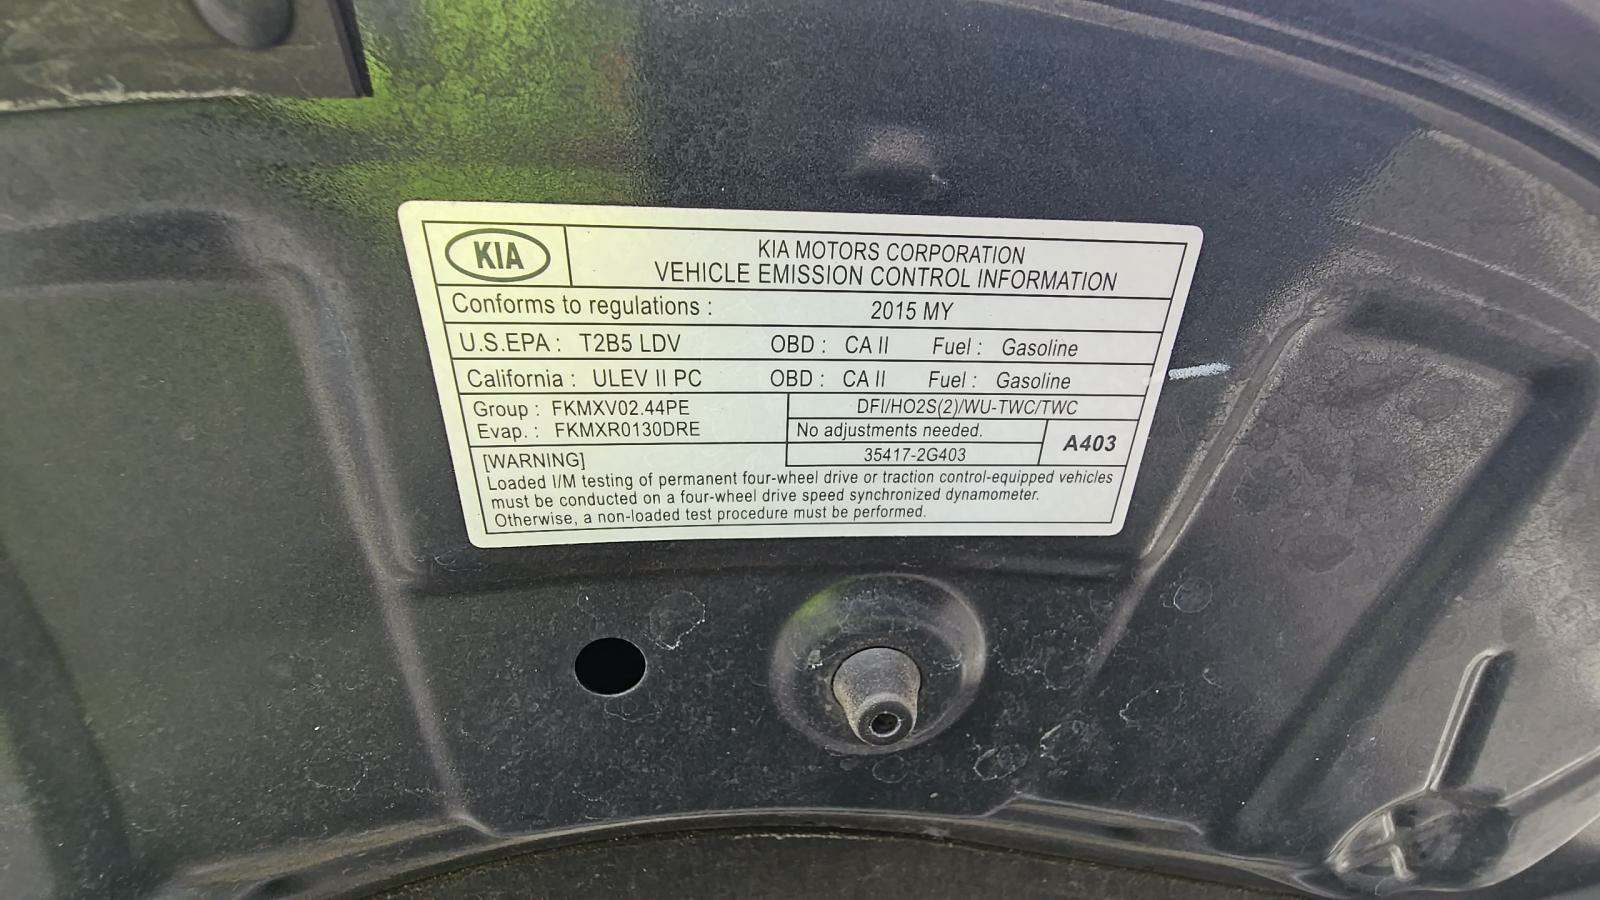 KIA
KIA MOTORS CORPORATION
VEHICLE EMISSION CONTROL INFORMATION
Conforms to regulations : 2015 MY
U.S.EPA : T2B5 LDV OBD : CA II Fuel : Gasoline
California : ULEV II PC OBD : CA II Fuel : Gasoline
Group : FKMXV02.44PE
Evap. : FKMXR0130DRE
DFI/HO2S(2)/WU-TWC/TWC
No adjustments needed.
35417-2G403
A403
[WARNING]
Loaded I/M testing of permanent four-wheel drive or traction control-equipped vehicles
must be conducted on a four-wheel drive speed synchronized dynamometer.
Otherwise, a non-loaded test procedure must be performed.